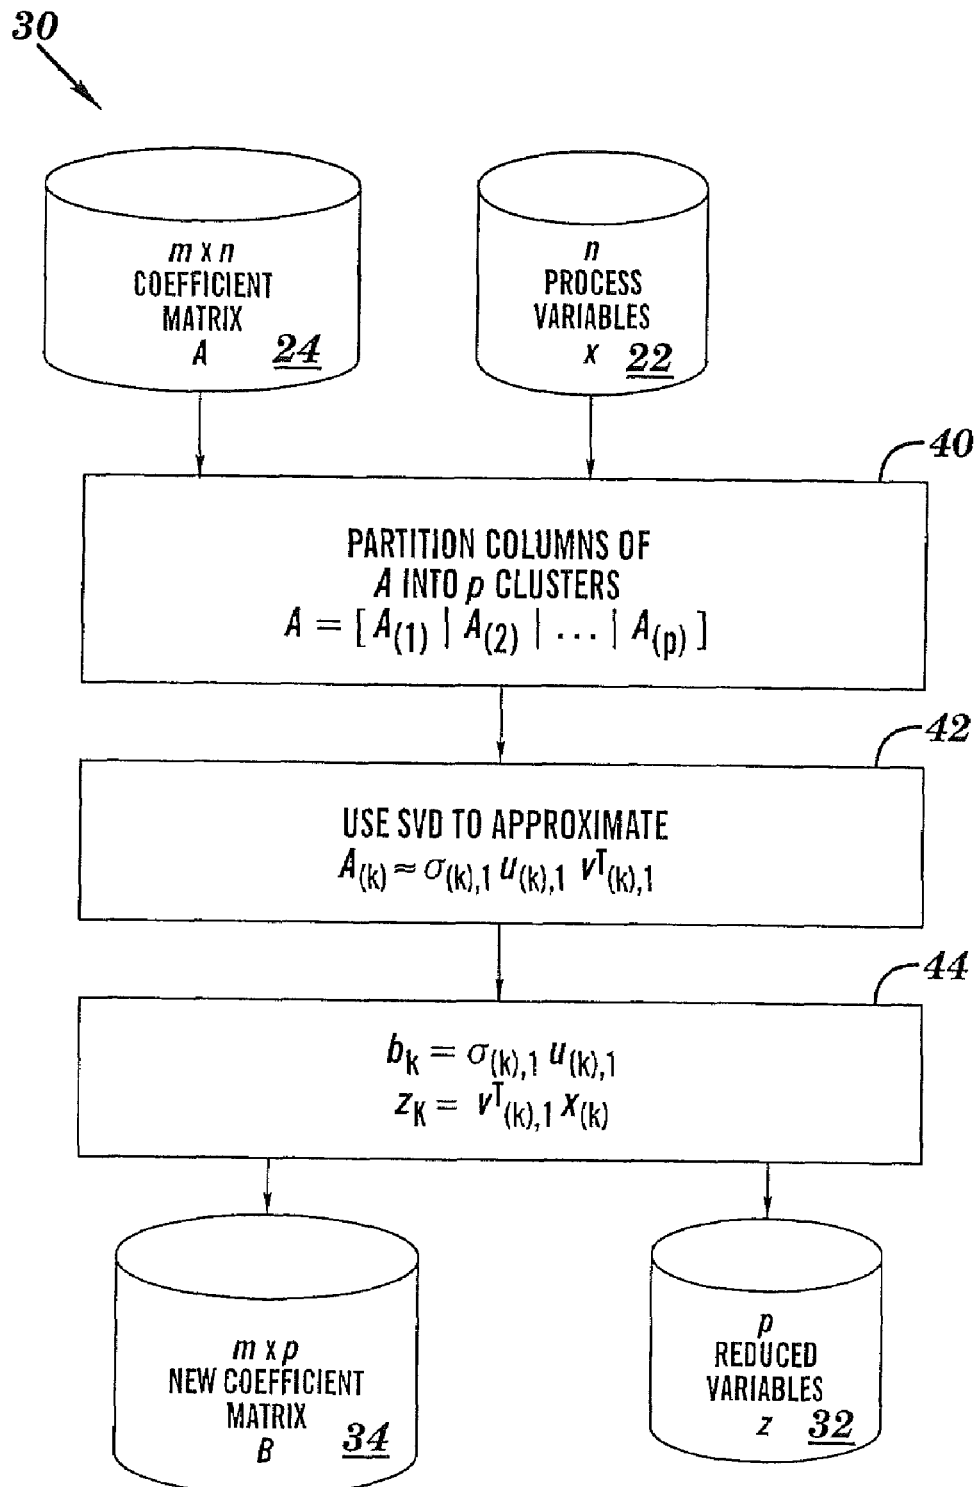 30
m x n
COEFFICIENT
MATRIX
A 24
n
PROCESS
VARIABLES
x 22
40
PARTITION COLUMNS OF
A INTO p CLUSTERS
A = [ A(1) | A(2) | ... | A(p) ]
42
USE SVD TO APPROXIMATE
A(k) ≈ σ(k),1 u(k),1 vT(k),1
44
bk = σ(k),1 u(k),1
zK = vT(k),1 x(k)
m x p
NEW COEFFICIENT
MATRIX
B 34
p
REDUCED
VARIABLES
z 32